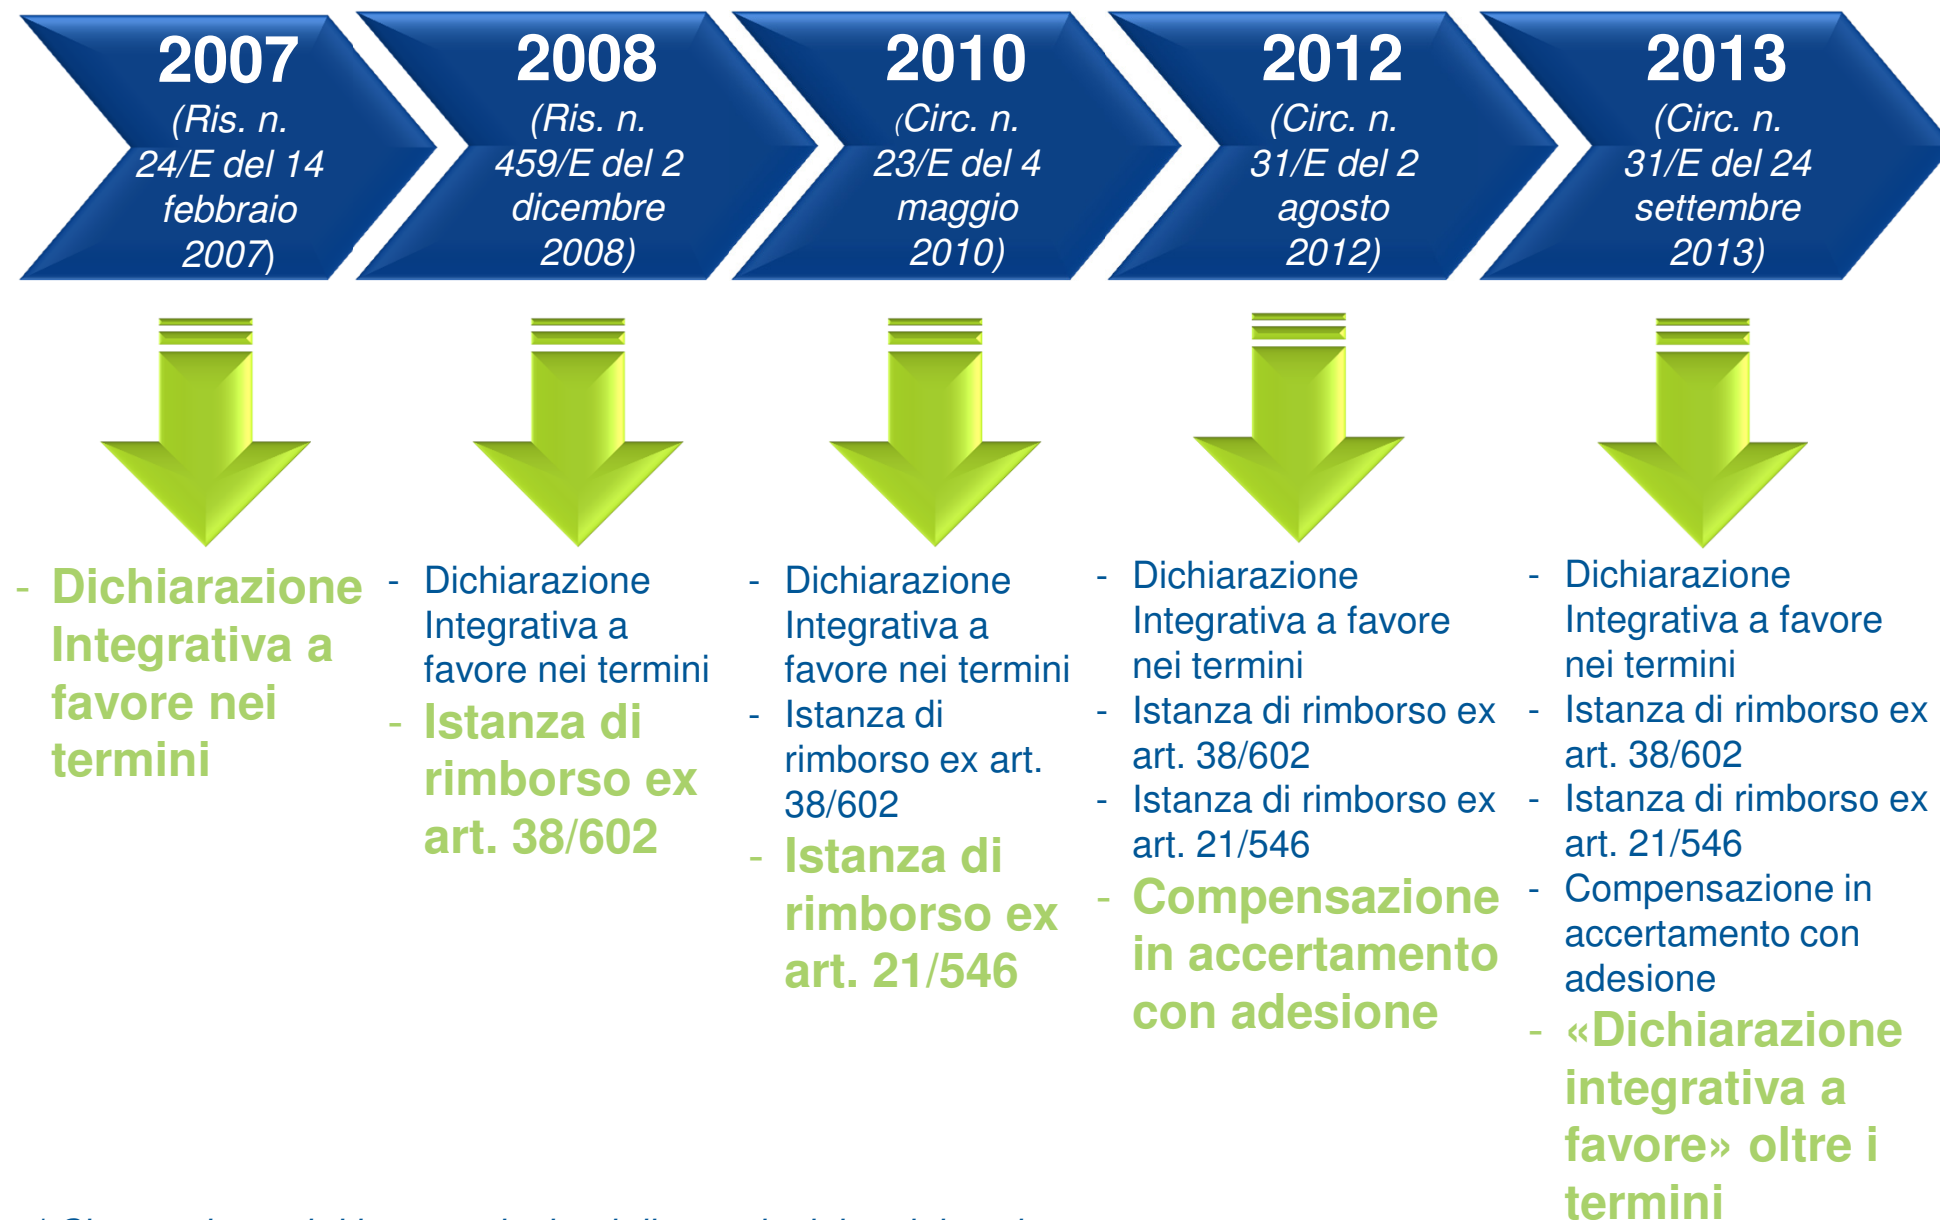 2007
(Ris. n.
24/E del 14
febbraio
2007)
2008
(Ris. n.
459/E del 2
dicembre
2008)
2010
(Circ. n.
23/E del 4
maggio
2010)
2012
(Circ. n.
31/E del 2
agosto
2012)
2013
(Circ. n.
31/E del 24
settembre
2013)
- Dichiarazione
Integrativa a
favore nei
termini
- Dichiarazione
Integrativa a
favore nei termini
- Istanza di
rimborso ex
art. 38/602
- Dichiarazione
Integrativa a
favore nei termini
- Istanza di
rimborso ex art.
38/602
- Istanza di
rimborso ex
art. 21/546
- Dichiarazione
Integrativa a favore
nei termini
- Istanza di rimborso ex
art. 38/602
- Istanza di rimborso ex
art. 21/546
- Compensazione
in accertamento
con adesione
- Dichiarazione
Integrativa a favore
nei termini
- Istanza di rimborso ex
art. 38/602
- Istanza di rimborso ex
art. 21/546
- Compensazione in
accertamento con
adesione
- «Dichiarazione
integrativa a
favore» oltre i
termini